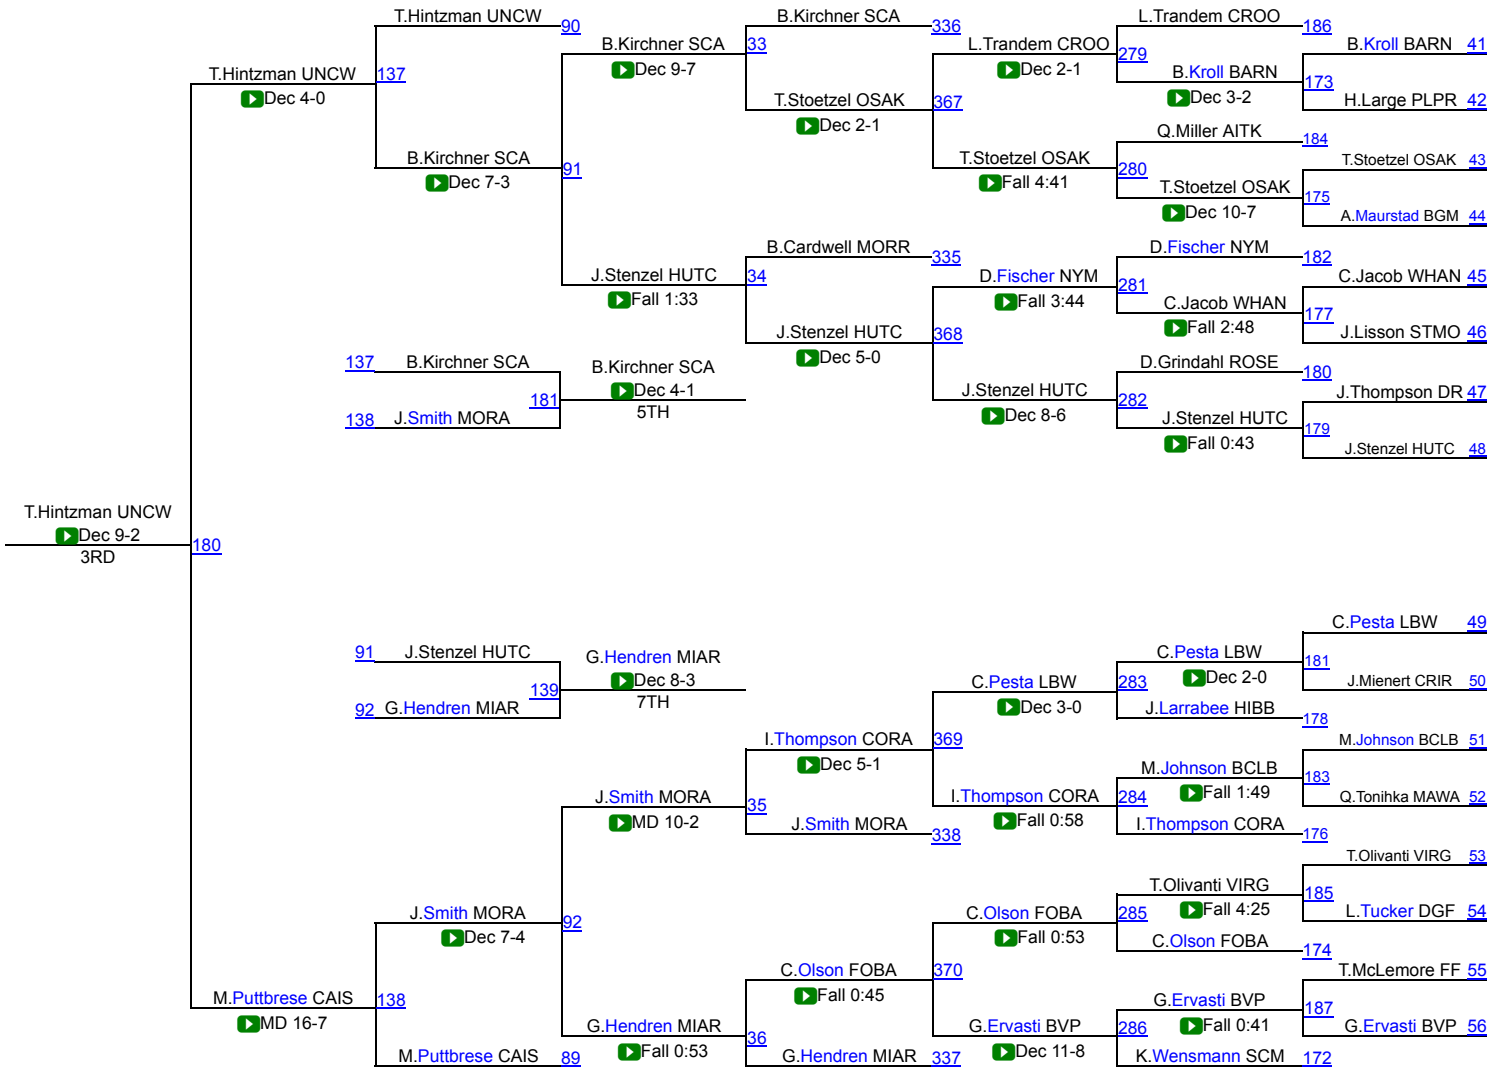 T.Hintzman UNCW 90 B.Kirchner SCA 336 L.Trandem CROO 186
B.Kirchner SCA 33 L.Trandem CROO 279 B.Kroll BARN 41
Dec 9-7 Dec 2-1
T.Hintzman UNCW 137 B.Kroll BARN 173
Dec 4-0 T.Stoetzel OSAK 367 Dec 3-2 H.Large PLPR 42
Dec 2-1
Q.Miller AITK 184
B.Kirchner SCA 91 T.Stoetzel OSAK 280 T.Stoetzel OSAK 43
Dec 7-3 Fall 4:41 T.Stoetzel OSAK 175
Dec 10-7 A.Maurstad BGM 44
B.Cardwell MORR 335 D.Fischer NYM 182
J.Stenzel HUTC 34 D.Fischer NYM 281 C.Jacob WHAN 45
Fall 1:33 Fall 3:44 C.Jacob WHAN 177
J.Stenzel HUTC 368 Fall 2:48 J.Lisson STMO 46
Dec 5-0
137 B.Kirchner SCA B.Kirchner SCA D.Grindahl ROSE 180
181 Dec 4-1 J.Stenzel HUTC 282 J.Thompson DR 47
138 J.Smith MORA 5TH Dec 8-6 J.Stenzel HUTC 179
Fall 0:43 J.Stenzel HUTC 48
T.Hintzman UNCW
Dec 9-2 180
3RD
C.Pesta LBW 49
91 J.Stenzel HUTC G.Hendren MIAR C.Pesta LBW 181
139 Dec 8-3 C.Pesta LBW 283 Dec 2-0 J.Mienert CRIR 50
92 G.Hendren MIAR 7TH Dec 3-0 J.Larrabee HIBB 178
I.Thompson CORA 369 M.Johnson BCLB 51
Dec 5-1 M.Johnson BCLB 183
J.Smith MORA 35 I.Thompson CORA 284 Fall 1:49 Q.Tonihka MAWA 52
MD 10-2 J.Smith MORA 338 Fall 0:58 I.Thompson CORA 176
T.Olivanti VIRG 53
T.Olivanti VIRG 185
J.Smith MORA 92 C.Olson FOBA 285 Fall 4:25 L.Tucker DGF 54
Dec 7-4 Fall 0:53 C.Olson FOBA 174
C.Olson FOBA 370 T.McLemore FF 55
M.Puttbrese CAIS 138 Fall 0:45 G.Ervasti BVP 187
MD 16-7 G.Hendren MIAR 36 G.Ervasti BVP 286 Fall 0:41 G.Ervasti BVP 56
M.Puttbrese CAIS 89 Fall 0:53 G.Hendren MIAR 337 Dec 11-8 K.Wensmann SCM 172